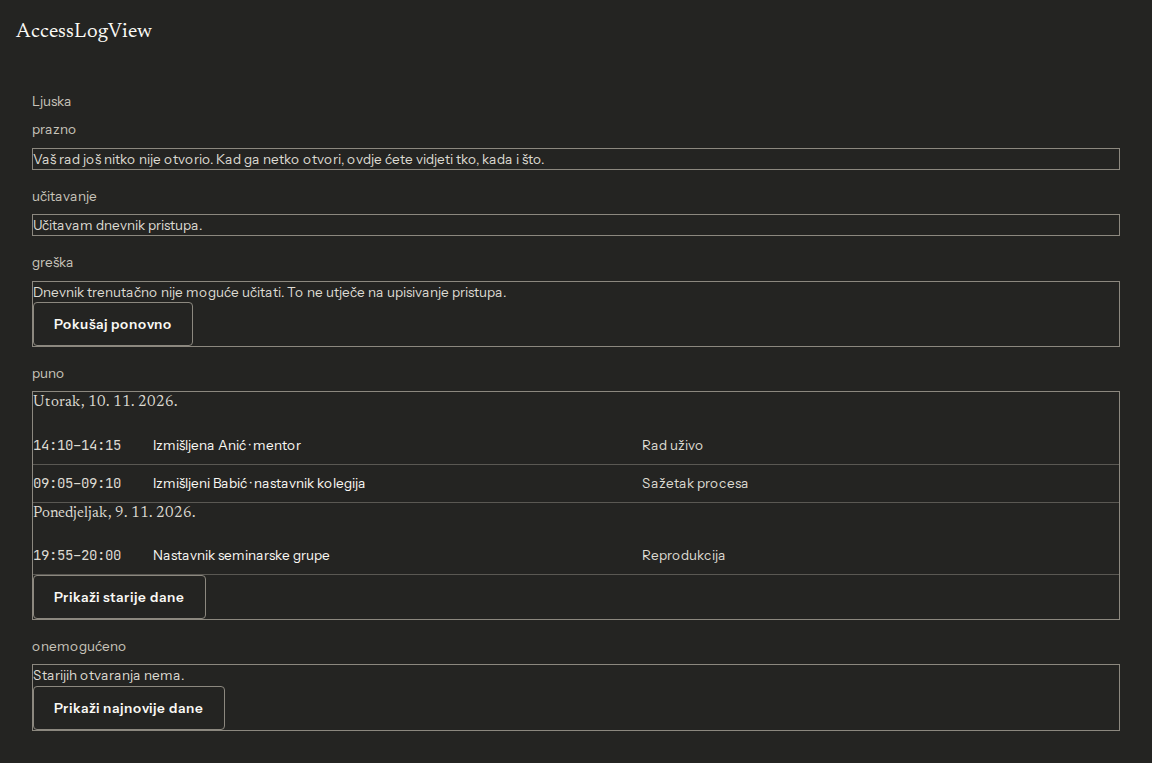 AccessLogView
Ljuska
prazno
Vaš rad još nitko nije otvorio. Kad ga netko otvori, ovdje ćete vidjeti tko, kada i što.
učitavanje
Učitavam dnevnik pristupa.
greška
Dnevnik trenutačno nije moguće učitati. To ne utječe na upisivanje pristupa.
Pokušaj ponovno
puno
Utorak, 10. 11. 2026.
14:10–14:15 Izmišljena Anić · mentor Rad uživo
09:05–09:10 Izmišljeni Babić · nastavnik kolegija Sažetak procesa
Ponedjeljak, 9. 11. 2026.
19:55–20:00 Nastavnik seminarske grupe Reprodukcija
Prikaži starije dane
onemogućeno
Starijih otvaranja nema.
Prikaži najnovije dane